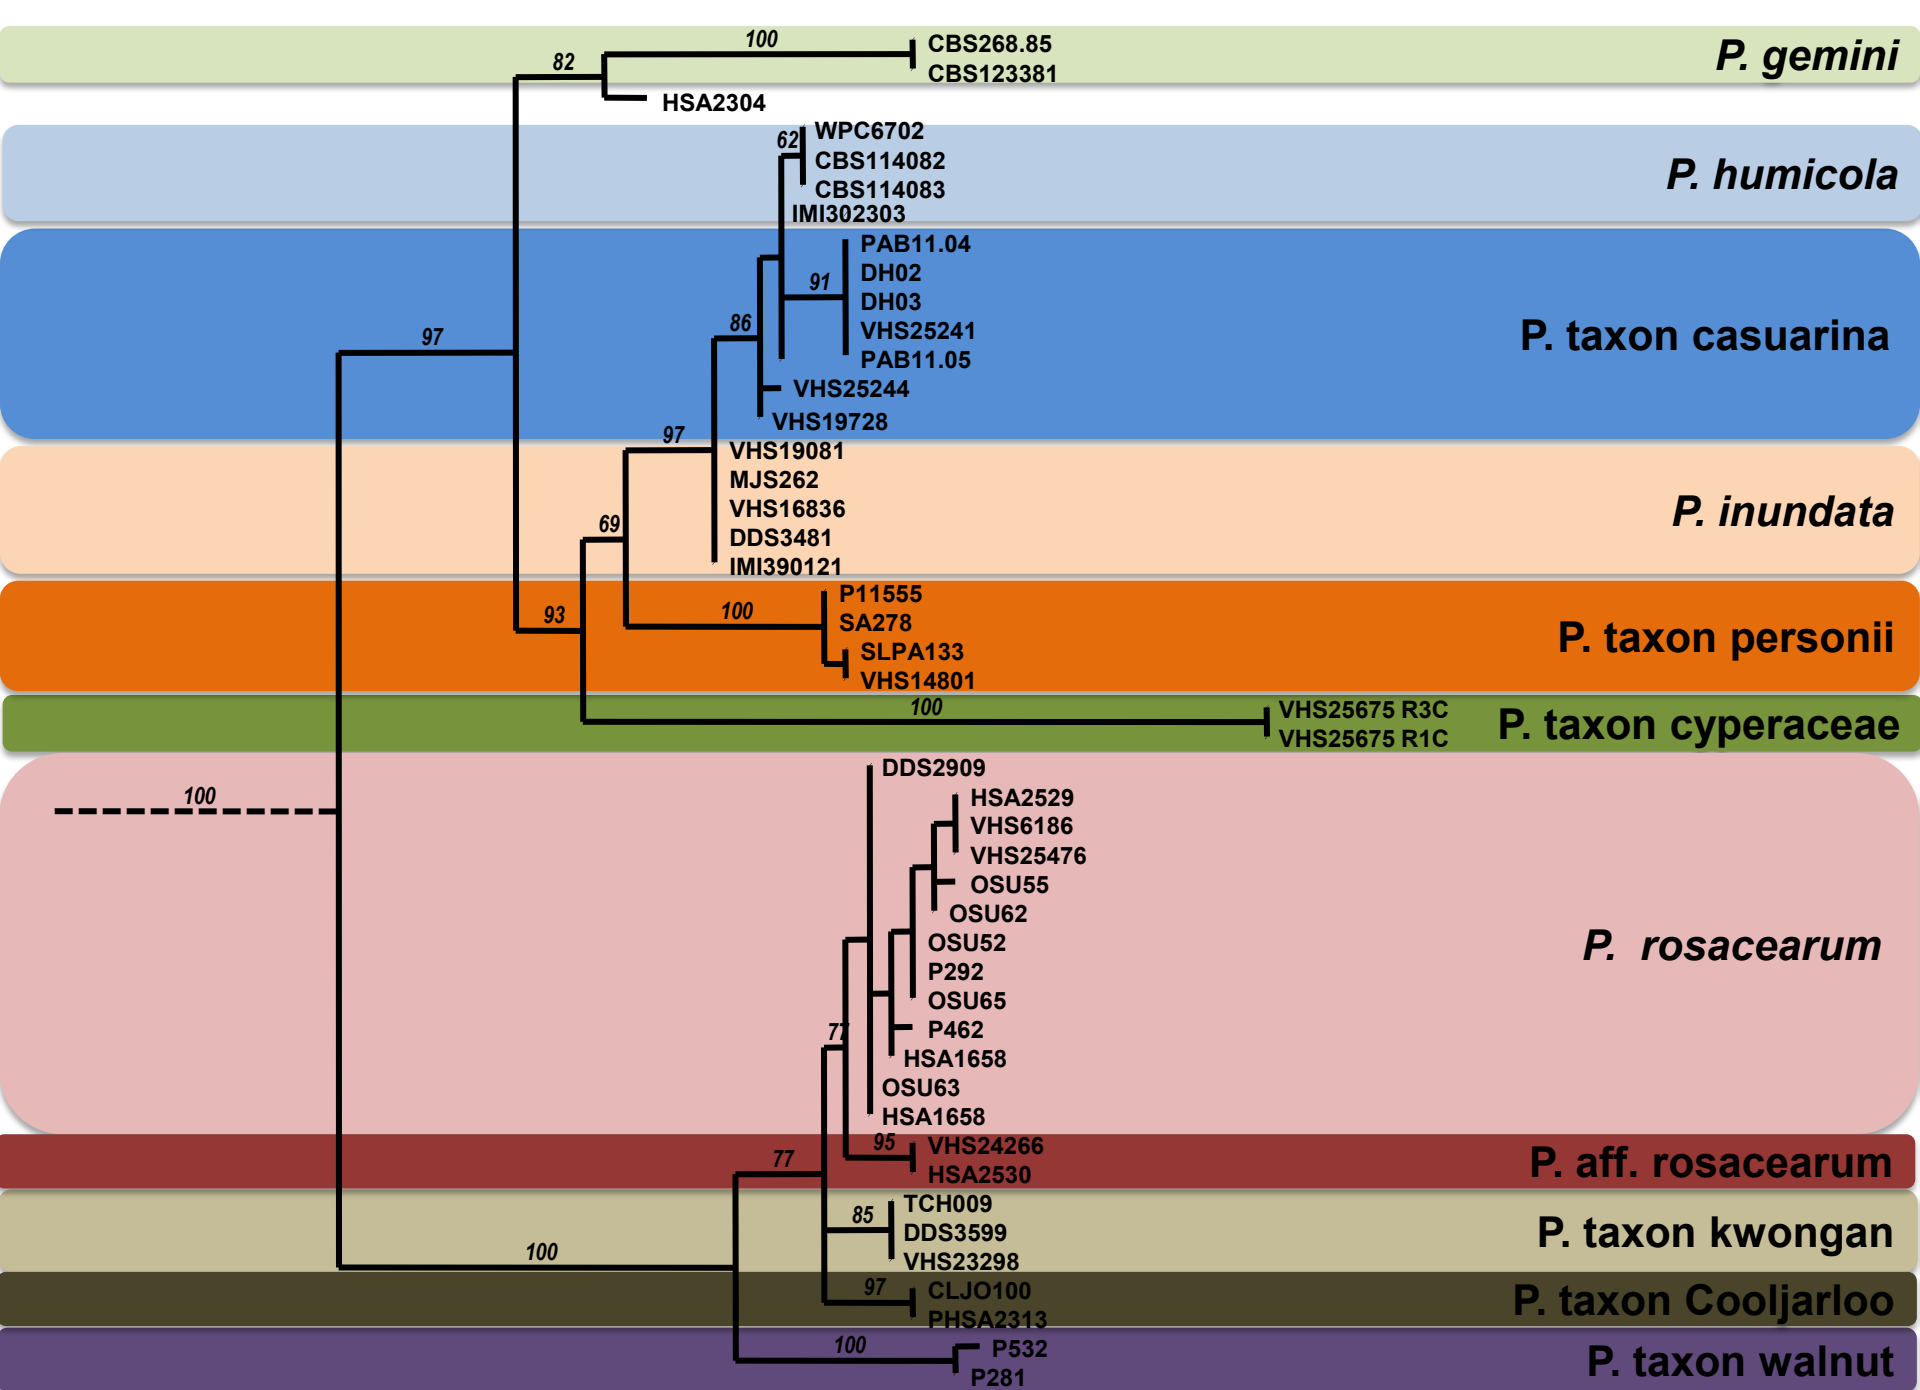 100
CBS268.85
CBS123381
P. gemini
82
HSA2304
62
WPC6702
CBS114082
CBS114083
P. humicola
IMI302303
PAB11.04
DH02
91
DH03
VHS25241
PAB11.05
86
P. taxon casuarina
97
VHS25244
VHS19728
97
VHS19081
MJS262
VHS16836
DDS3481
IMI390121
P. inundata
69
P11555
SA278
SLPA133
VHS14801
100
93
P. taxon personii
100
VHS25675 R3C
VHS25675 R1C
P. taxon cyperaceae
DDS2909
100
HSA2529
VHS6186
VHS25476
OSU55
OSU62
OSU52
P292
OSU65
P462
HSA1658
OSU63
HSA1658
P. rosacearum
77
95
VHS24266
HSA2530
P. aff. rosacearum
77
TCH009
85
DDS3599
VHS23298
P. taxon kwongan
100
97
CLJO100
PHSA2313
P. taxon Cooljarloo
100
P532
P281
P. taxon walnut